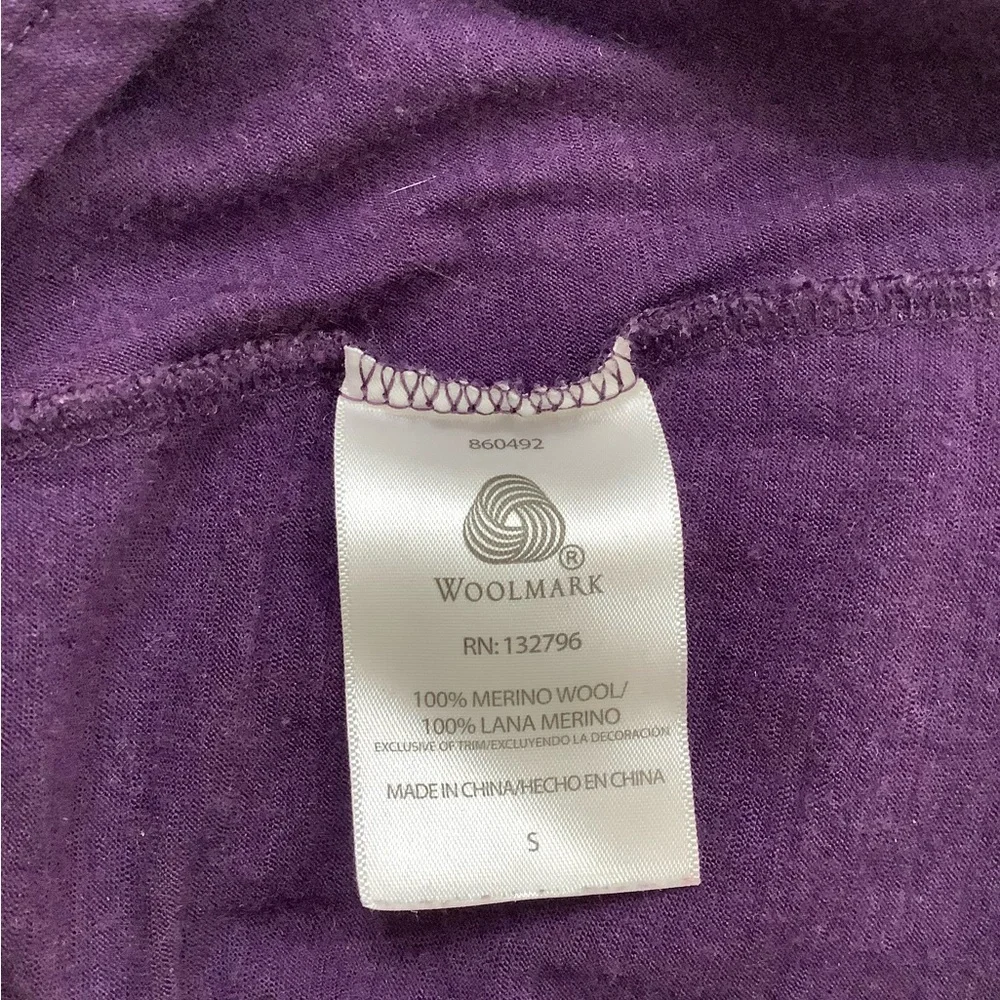 860492
®
WOOLMARK
RN: 132796
100% MERINO WOOL/
100% LANA MERINO
EXCLUSIVE OF TRIM/EXCLUYENDO LA DECORACIÓN
MADE IN CHINA/HECHO EN CHINA
S